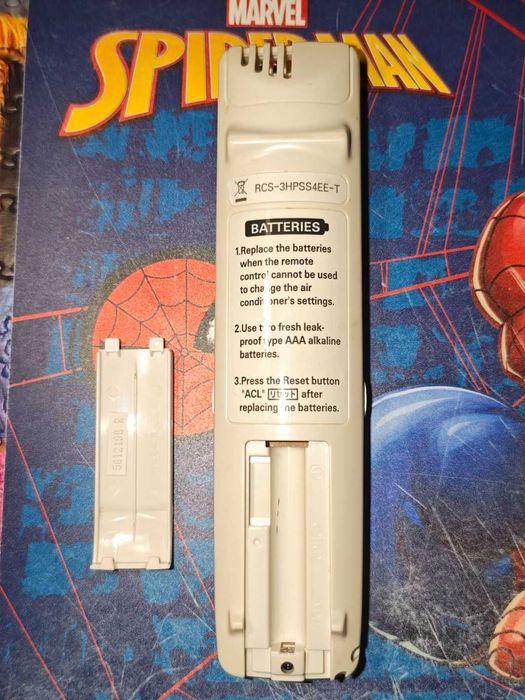 MARVEL
SPIDER-MAN
RCS-3HPSS4EE-T
BATTERIES
1.Replace the batteries
when the remote
control cannot be used
to change the air
conditioner's settings.
2.Use two fresh leak-
proof type AAA alkaline
batteries.
3.Press the Reset button
"ACL" リセット after
replacing the batteries.